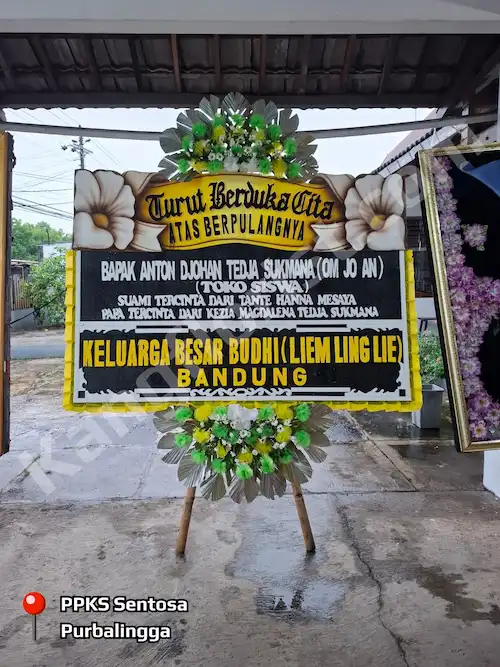 Turut Berduka Cita
ATAS BERPULANGNYA
BAPAK ANTON DJOHAN TEDJA SUKMANA (OM JO AN)
(TOKO SISWA)
SUAMI TERCINTA DARI TANTE HANNA MESAYA
PAPA TERCINTA DARI KEZIA MAGDALENA TEDJA SUKMANA
KELUARGA BESAR BUDHI (LIEM LING LIE)
BANDUNG
PPKS Sentosa
Purbalingga